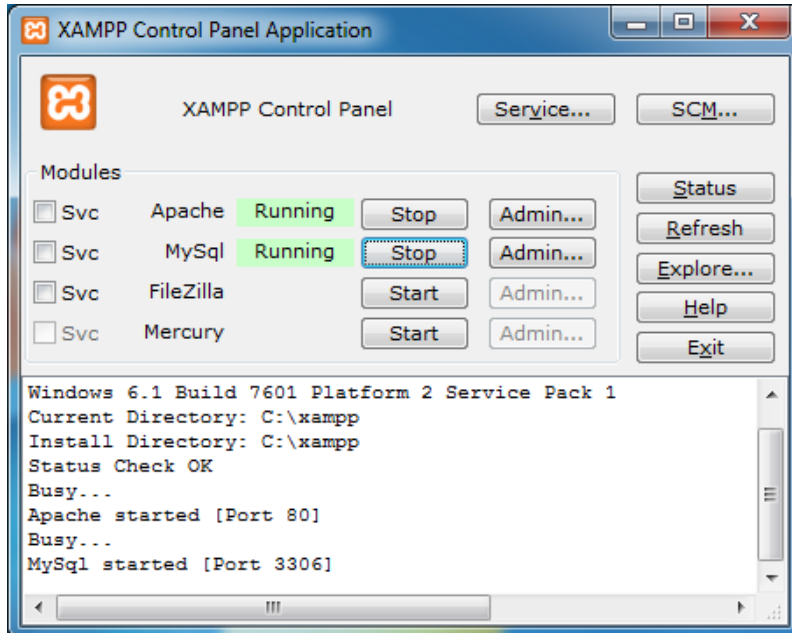 XAMPP Control Panel Application
XAMPP Control Panel Service... SCM...
Modules
Svc Apache Running Stop Admin...
Svc MySql Running Stop Admin...
Svc FileZilla Start Admin...
Svc Mercury Start Admin...
Status
Refresh
Explore...
Help
Exit
Windows 6.1 Build 7601 Platform 2 Service Pack 1
Current Directory: C:\xampp
Install Directory: C:\xampp
Status Check OK
Busy...
Apache started [Port 80]
Busy...
MySql started [Port 3306]